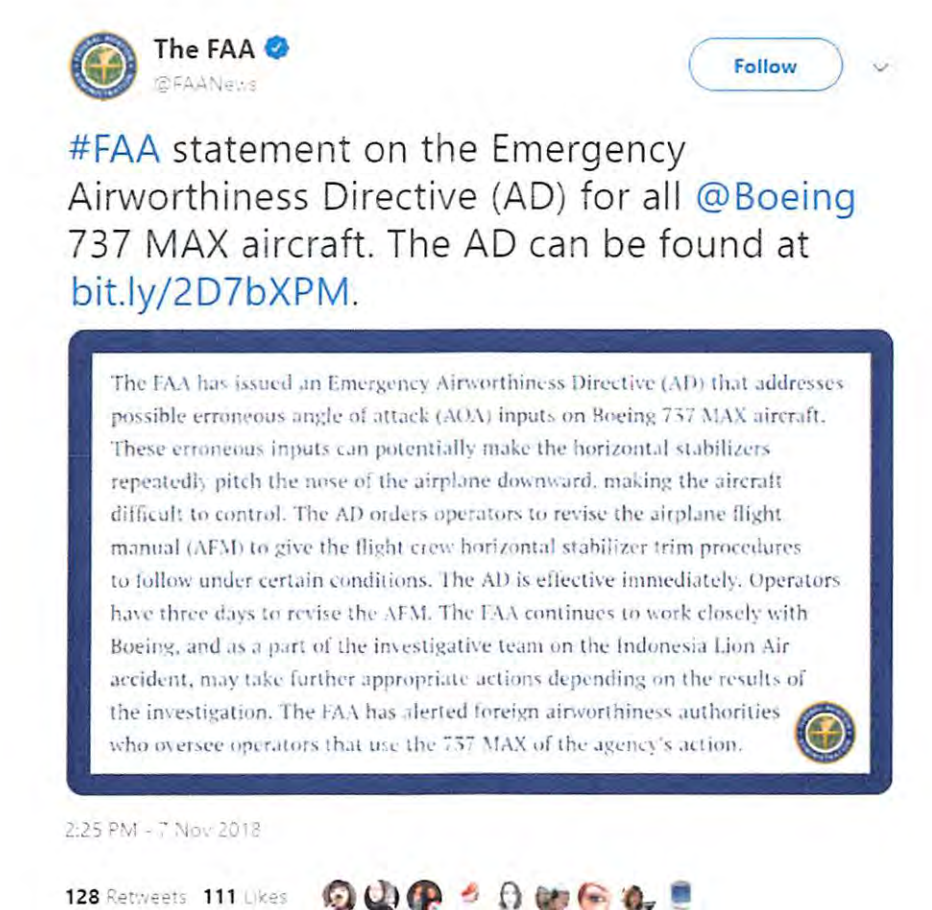 The FAA
@FAANews
Follow
#FAA statement on the Emergency
Airworthiness Directive (AD) for all @Boeing
737 MAX aircraft. The AD can be found at
bit.ly/2D7bXPM.
The FAA has issued an Emergency Airworthiness Directive (AD) that addresses
possible erroneous angle of attack (AOA) inputs on Boeing 737 MAX aircraft.
These erroneous inputs can potentially make the horizontal stabilizers
repeatedly pitch the nose of the airplane downward, making the aircraft
difficult to control. The AD orders operators to revise the airplane flight
manual (AFM) to give the flight crew horizontal stabilizer trim procedures
to follow under certain conditions. The AD is effective immediately. Operators
have three days to revise the AFM. The FAA continues to work closely with
Boeing, and as a part of the investigative team on the Indonesia Lion Air
accident, may take further appropriate actions depending on the results of
the investigation. The FAA has alerted foreign airworthiness authorities
who oversee operators that use the 737 MAX of the agency's action.
2:25 PM - 7 Nov 2018
128 Retweets 111 Likes